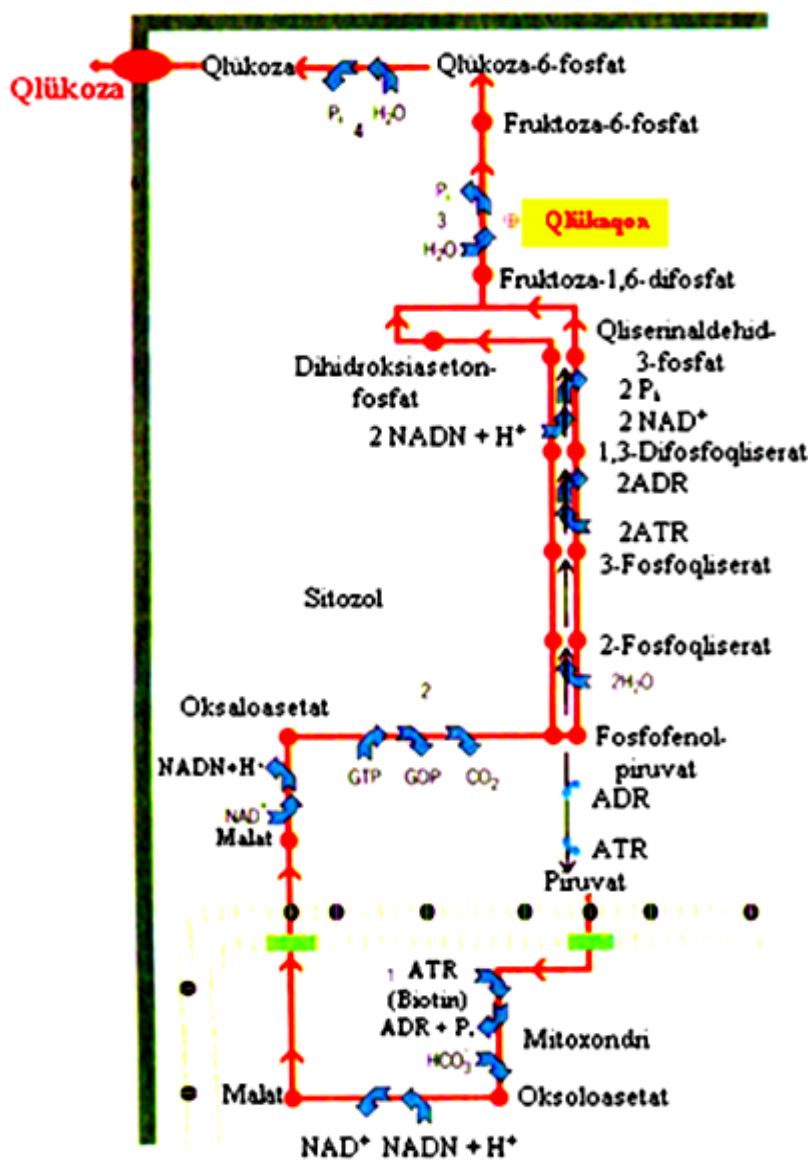 Qlükoza
Qlükoza
Qlükoza-6-fosfat
Pi 4 H2O
Fruktoza-6-fosfat
Pi
3
⊕ Qlükaqon
H2O
Fruktoza-1,6-difosfat
Qliserinaldehid-
3-fosfat
Dihidroksiaseton-
fosfat
2 Pi
2 NAD+
2 NADN + H+
1,3-Difosfoqliserat
2ADR
2ATR
3-Fosfoqliserat
Sitozol
2-Fosfoqliserat
2H2O
2
Oksaloasetat
Fosfofenol-
piruvat
GTP GDP CO2
NADN+H
NAD+
Malat
ADR
ATR
Piruvat
1 ATR
(Biotin)
ADR + P.
Mitoxondri
HCO3-
Malat
Oksoloasetat
NAD+ NADN + H+